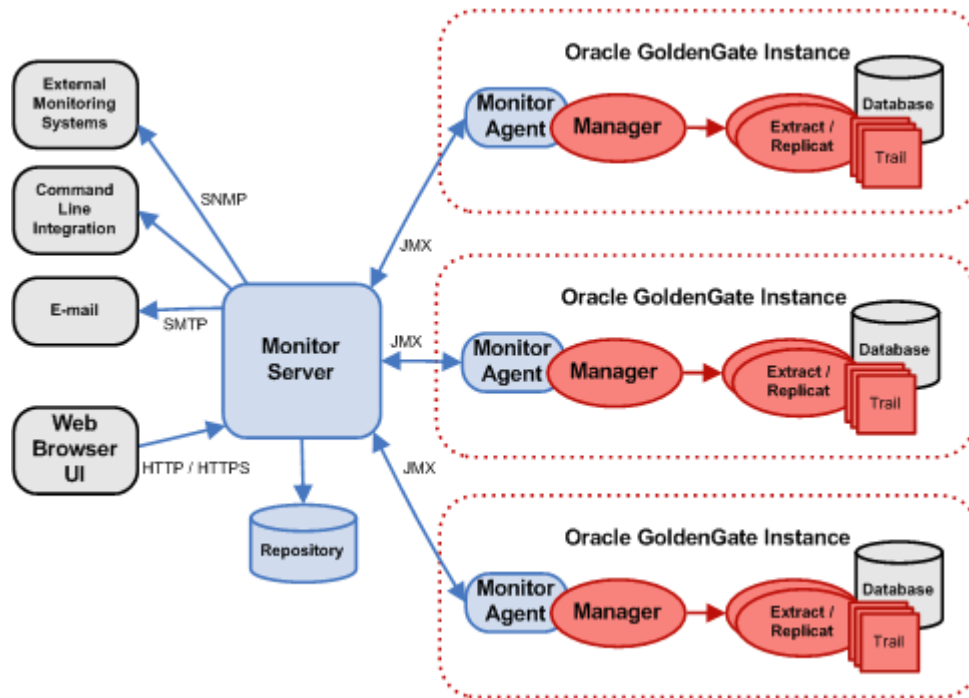 External
Monitoring
Systems
Command
Line
Integration
E-mail
Web
Browser
UI
SNMP
SMTP
HTTP / HTTPS
Monitor
Server
Repository
JMX
JMX
JMX
Oracle GoldenGate Instance
Monitor
Agent
Manager
Extract /
Replicat
Database
Trail
Oracle GoldenGate Instance
Monitor
Agent
Manager
Extract /
Replicat
Database
Trail
Oracle GoldenGate Instance
Monitor
Agent
Manager
Extract /
Replicat
Database
Trail